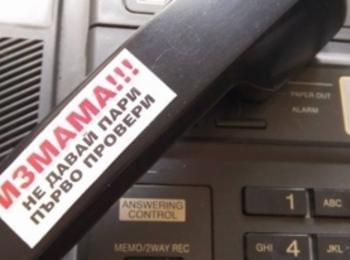 ИЗМАМА!!!
НЕ ДАВАЙ ПАРИ
ПЪРВО ПРОВЕРИ
PAPER OUT
ALARM
ANSWERING
CONTROL
1 ABC
MEMO/2WAY REC
GHI 4 JKL